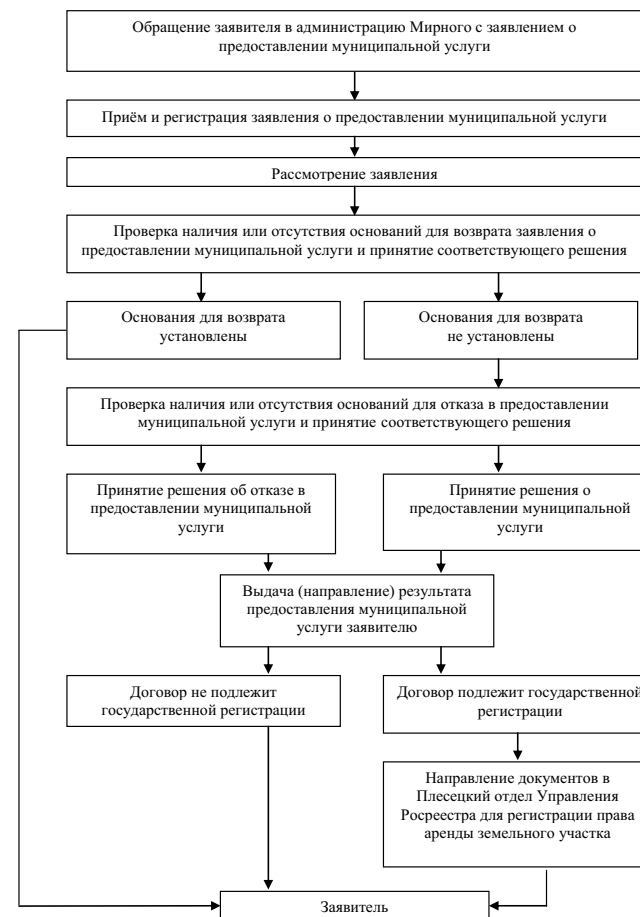 Обращение заявителя в администрацию Мирного с заявлением о
предоставлении муниципальной услуги
Приём и регистрация заявления о предоставлении муниципальной услуги
Рассмотрение заявления
Проверка наличия или отсутствия оснований для возврата заявления о
предоставлении муниципальной услуги и принятие соответствующего решения
Основания для возврата
установлены
Основания для возврата
не установлены
Проверка наличия или отсутствия оснований для отказа в предоставлении
муниципальной услуги и принятие соответствующего решения
Принятие решения об отказе в
предоставлении муниципальной
услуги
Принятие решения о
предоставлении муниципальной
услуги
Выдача (направление) результата
предоставления муниципальной
услуги заявителю
Договор не подлежит
государственной регистрации
Договор подлежит государственной
регистрации
Направление документов в
Плесецкий отдел Управления
Росреестра для регистрации права
аренды земельного участка
Заявитель